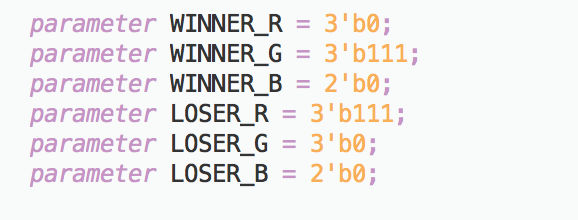 parameter WINNER_R = 3'b0;
parameter WINNER_G = 3'b111;
parameter WINNER_B = 2'b0;
parameter LOSER_R = 3'b111;
parameter LOSER_G = 3'b0;
parameter LOSER_B = 2'b0;